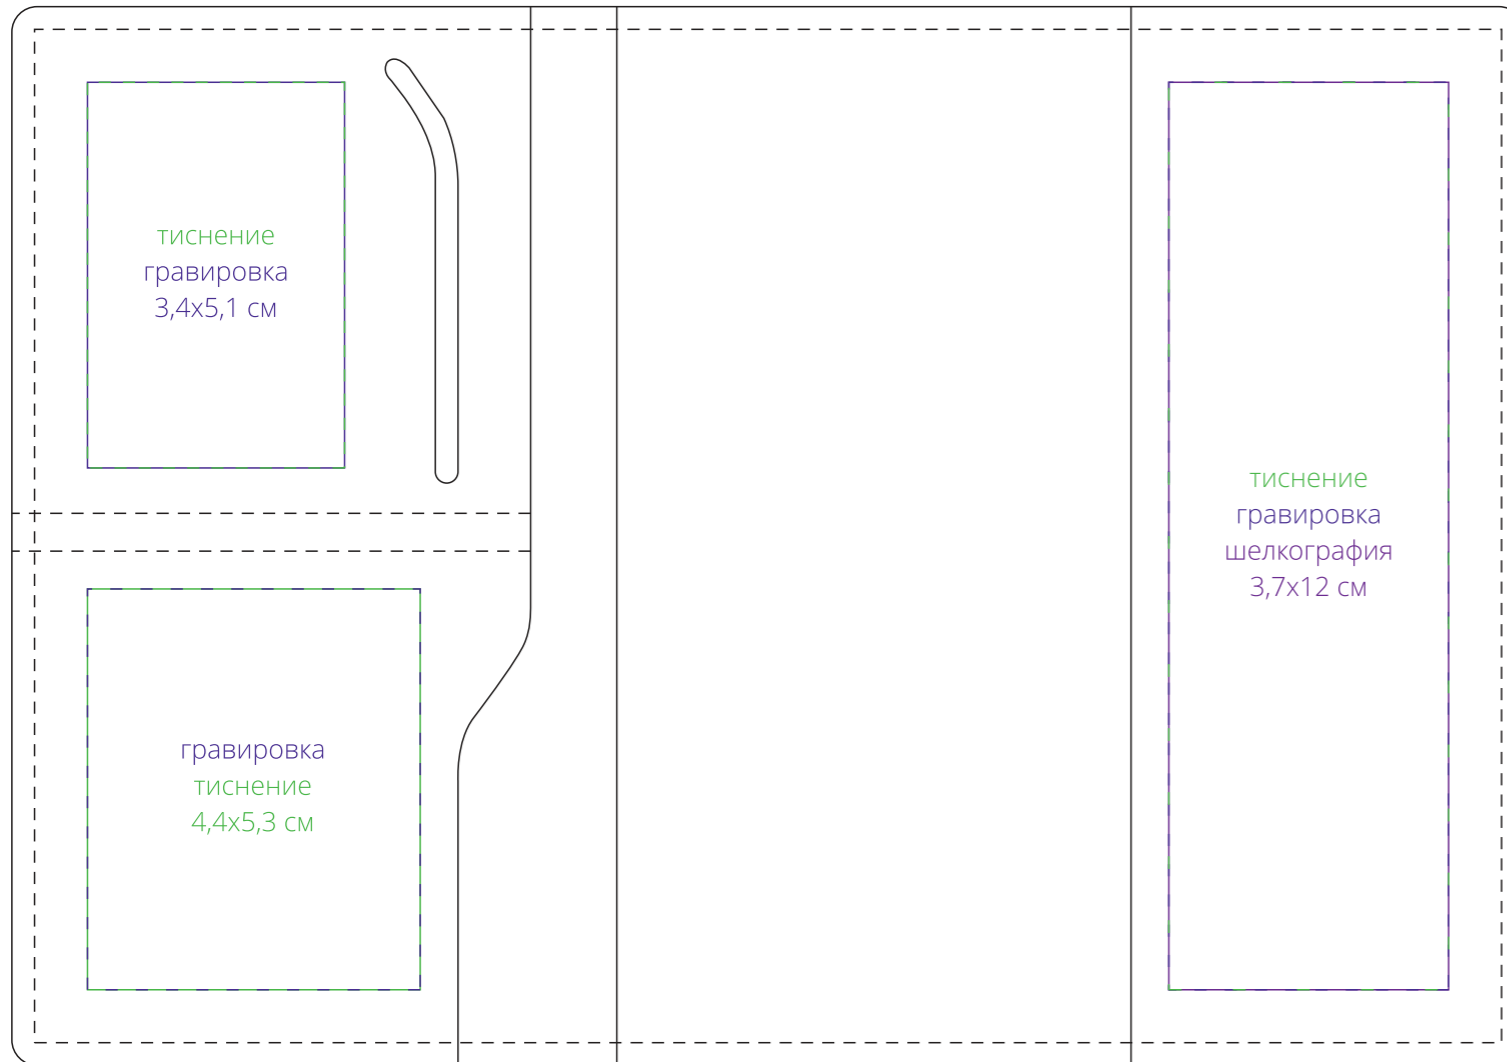 тиснение
гравировка
3,4х5,1 см
гравировка
тиснение
4,4х5,3 см
тиснение
гравировка
шелкография
3,7х12 см